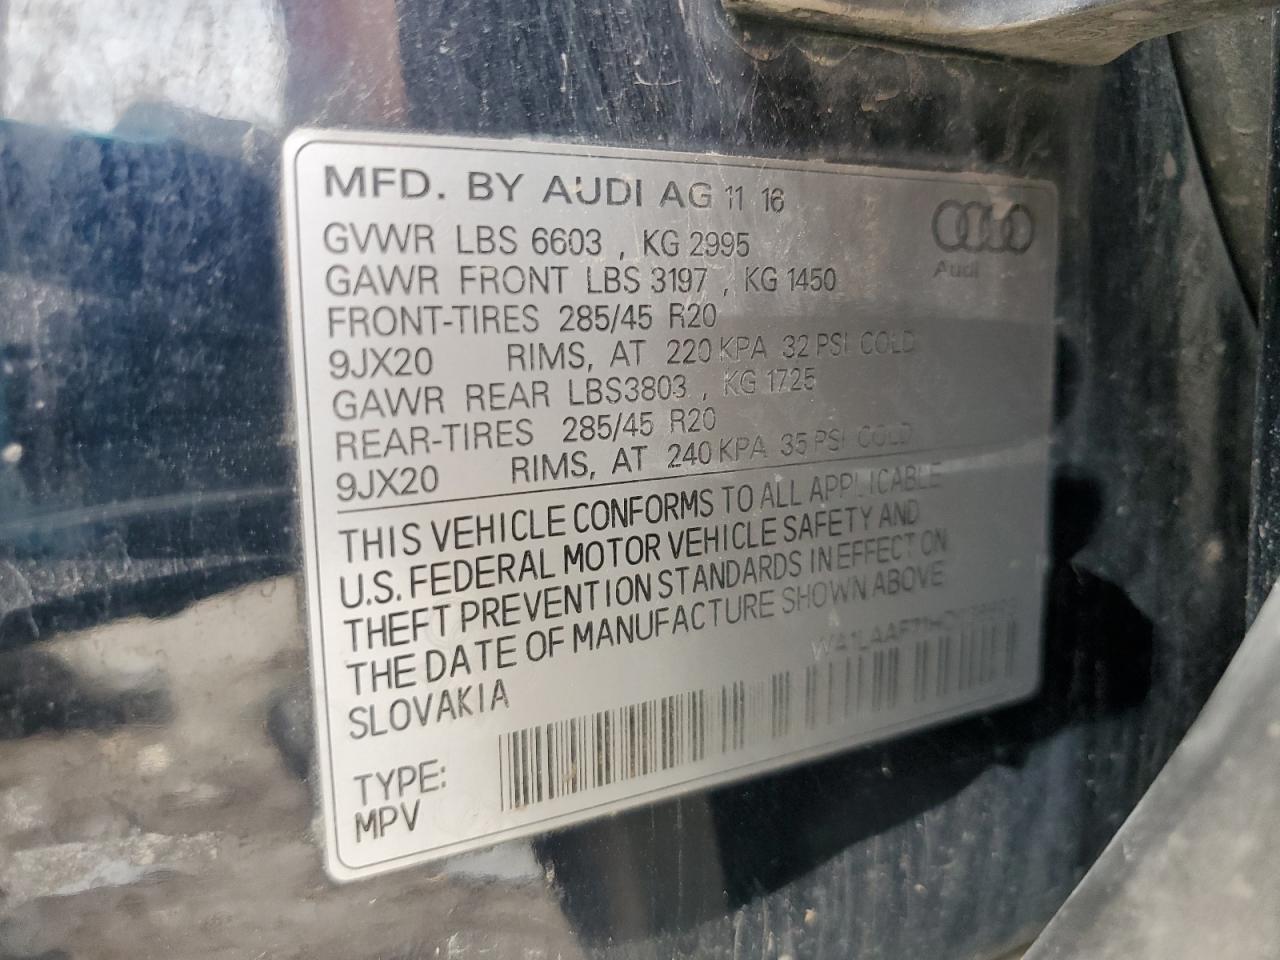 MFD. BY AUDI AG 11 16
GVWR LBS 6603 , KG 2995
GAWR FRONT LBS 3197 , KG 1450
Audi
FRONT-TIRES 285/45 R20
9JX20 RIMS, AT 220 KPA 32 PSI COLD
GAWR REAR LBS3803 , KG 1725
REAR-TIRES 285/45 R20
9JX20 RIMS, AT 240 KPA 35 PSI COLD
THIS VEHICLE CONFORMS TO ALL APPLICABLE
U.S. FEDERAL MOTOR VEHICLE SAFETY AND
THEFT PREVENTION STANDARDS IN EFFECT ON
THE DATE OF MANUFACTURE SHOWN ABOVE
SLOVAKIA
TYPE:
MPV